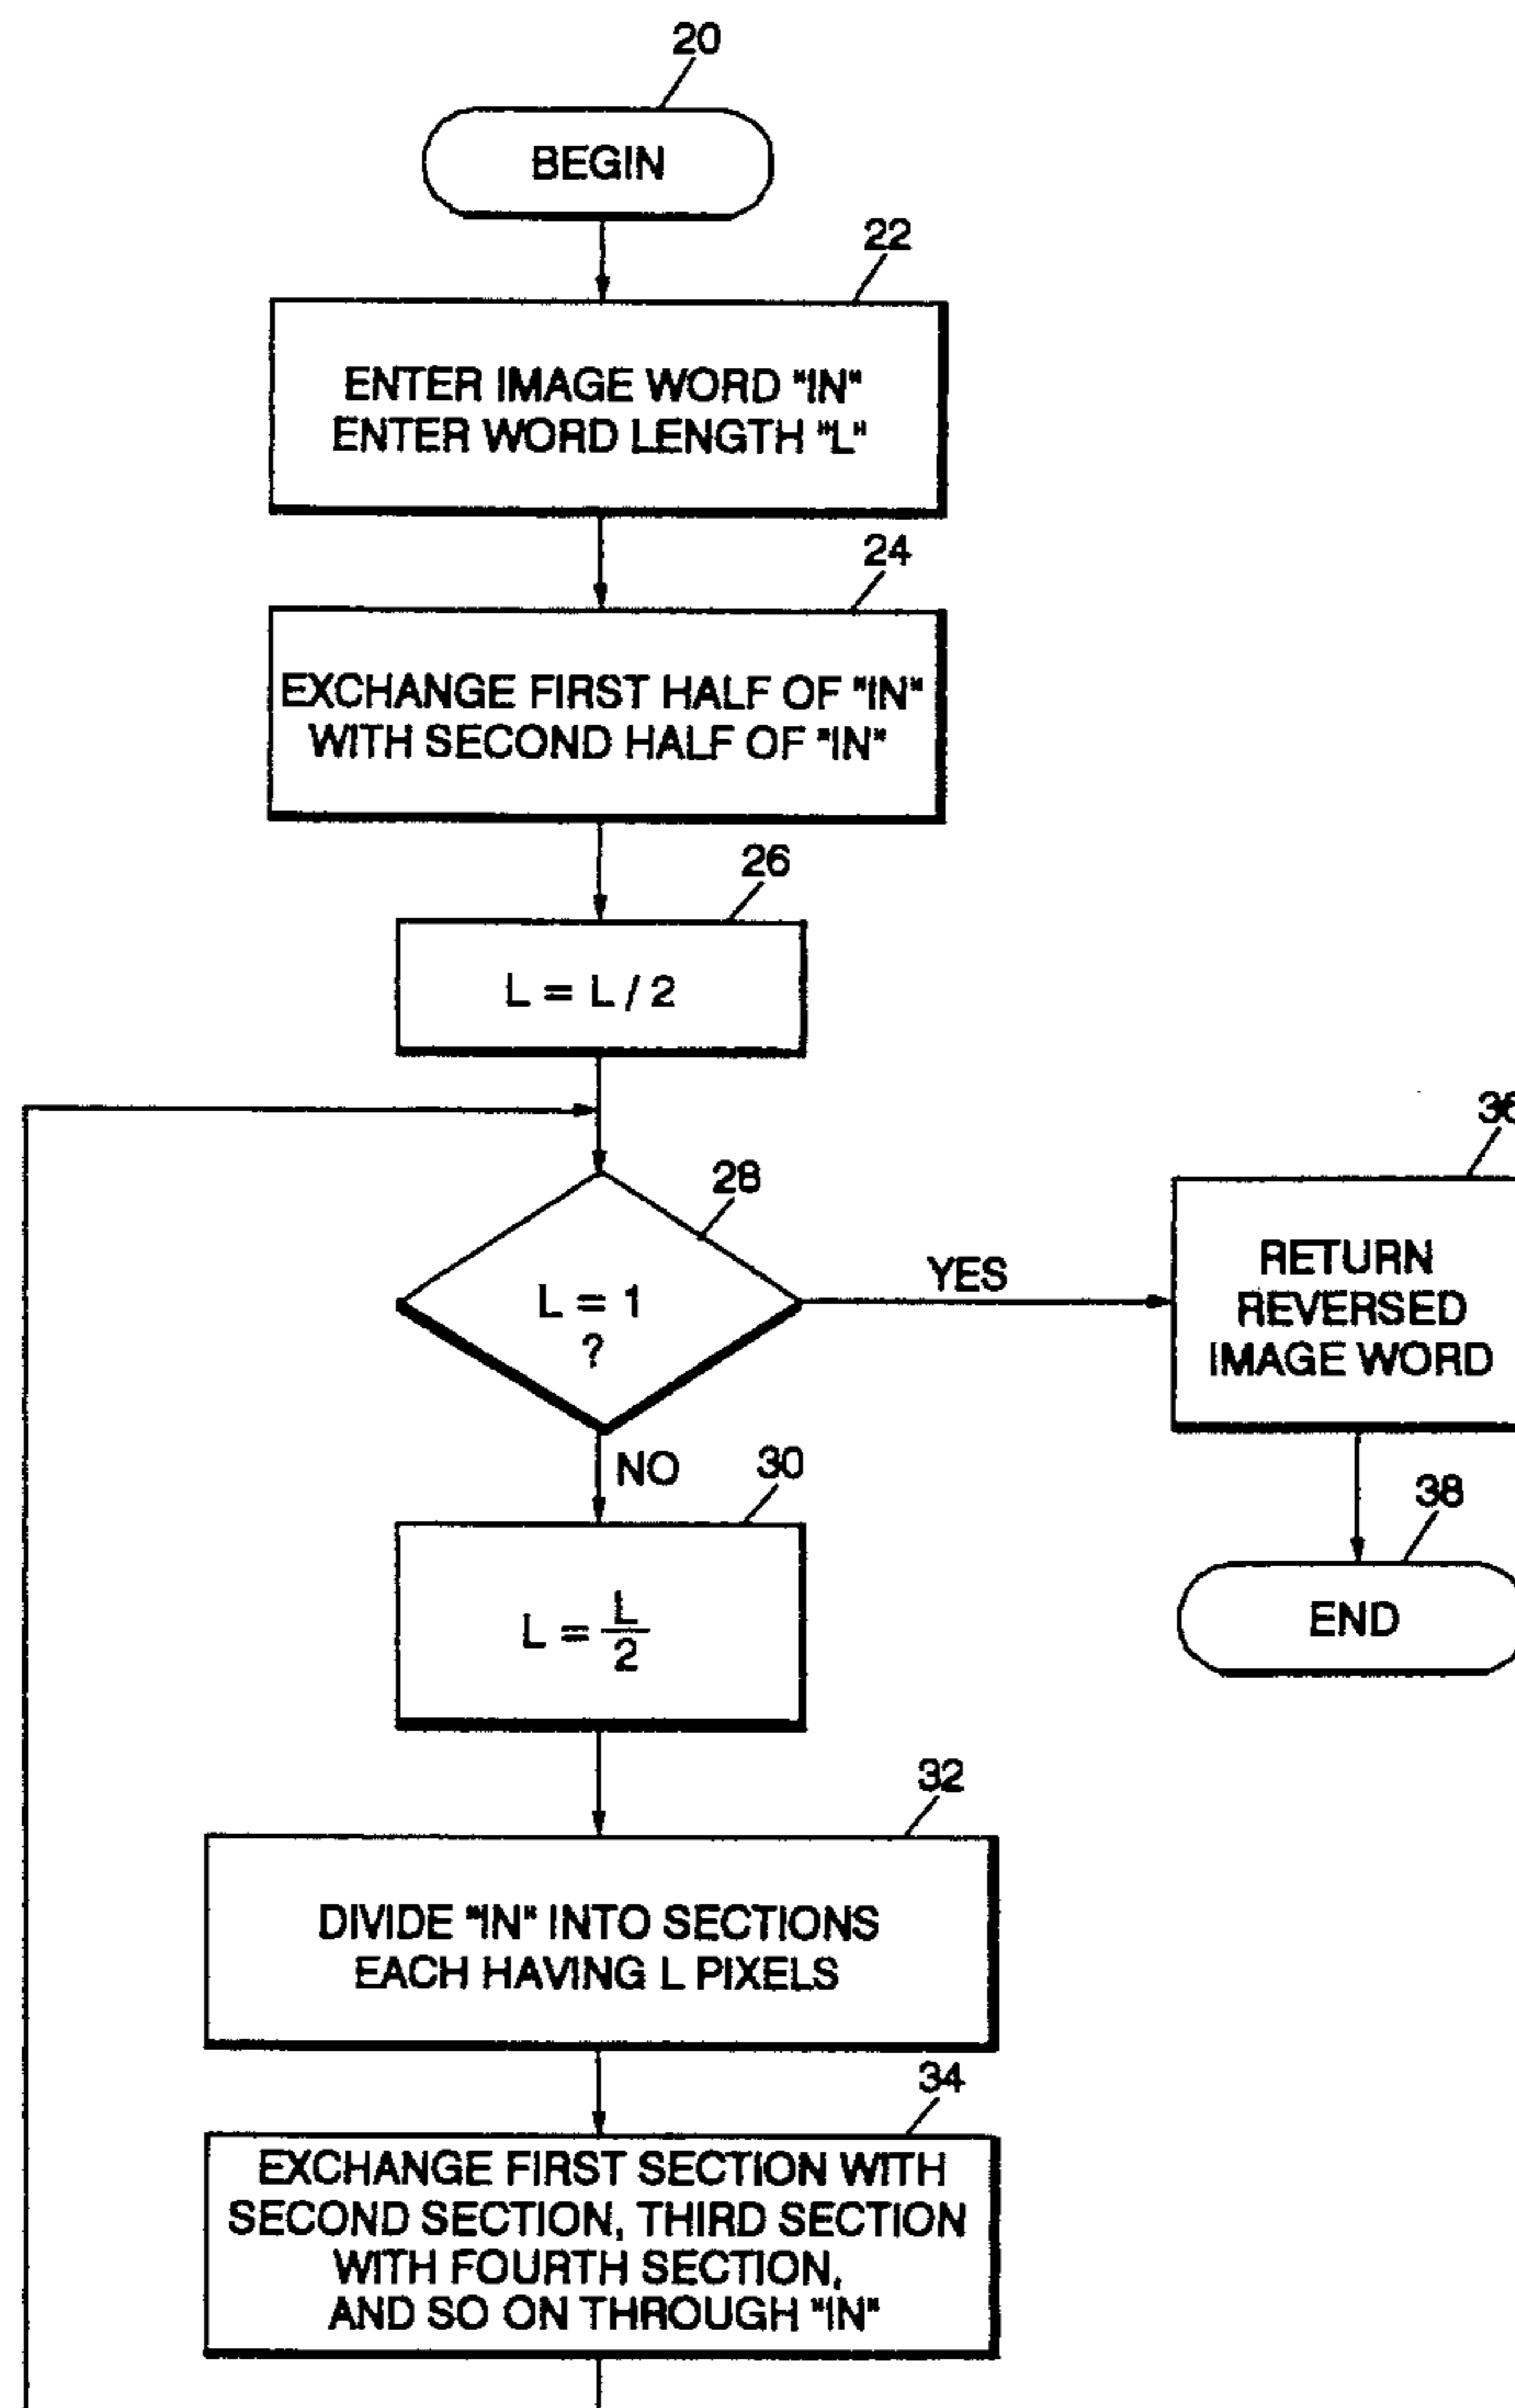 20
BEGIN
22
ENTER IMAGE WORD "IN"
ENTER WORD LENGTH "L"
24
EXCHANGE FIRST HALF OF "IN"
WITH SECOND HALF OF "IN"
26
L = L / 2
28
L = 1
?
YES
36
RETURN
REVERSED
IMAGE WORD
NO
30
L = L
2
38
END
32
DIVIDE "IN" INTO SECTIONS
EACH HAVING L PIXELS
34
EXCHANGE FIRST SECTION WITH
SECOND SECTION, THIRD SECTION
WITH FOURTH SECTION,
AND SO ON THROUGH "IN"